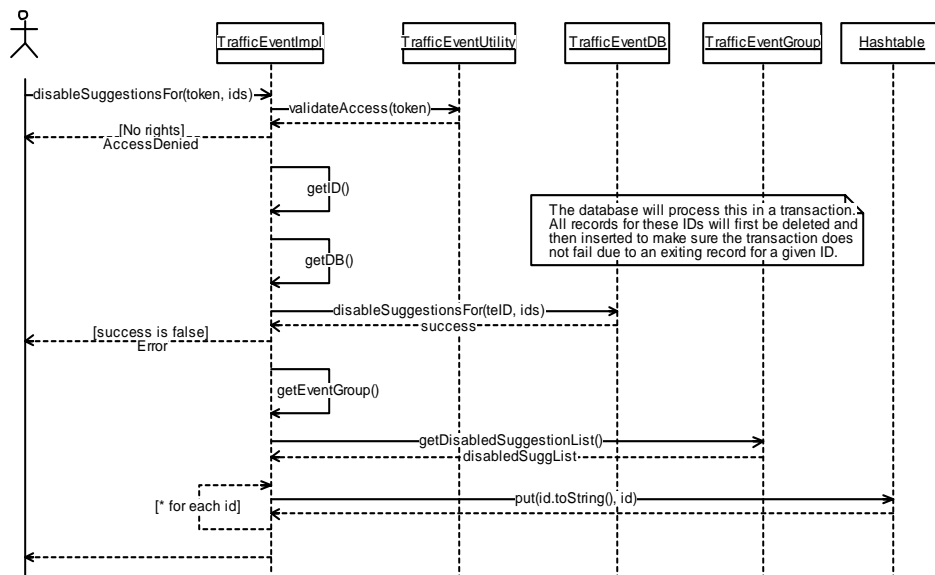 TrafficEventImpl
TrafficEventUtility
TrafficEventDB
TrafficEventGroup
Hashtable
disableSuggestionsFor(token, ids)
validateAccess(token)
[No rights]
AccessDenied
getID()
The database will process this in a transaction.
All records for these IDs will first be deleted and
then inserted to make sure the transaction does
not fail due to an exiting record for a given ID.
getDB()
disableSuggestionsFor(teID, ids)
success
[success is false]
Error
getEventGroup()
getDisabledSuggestionList()
disabledSuggList
[* for each id]
put(id.toString(), id)